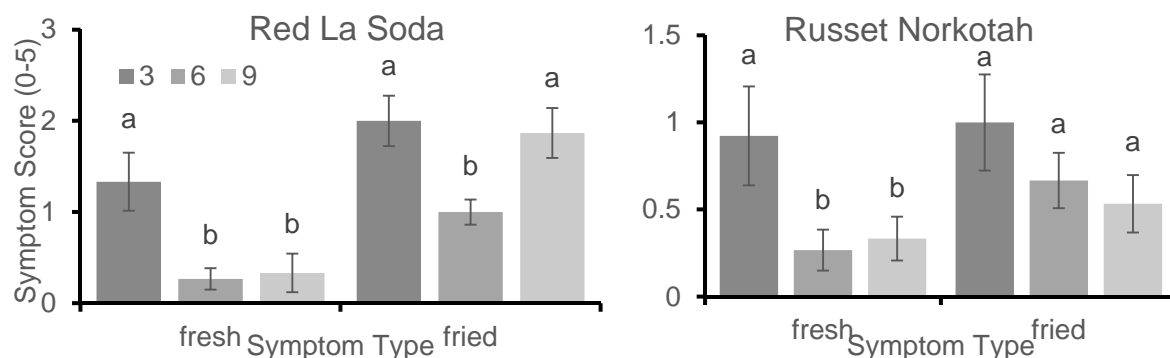 Red La Soda
Symptom Score (0-5)
3
2
1
0
3 6 9
a
b
b
a
b
a
fresh
Symptom Type
fried
Russet Norkotah
1.5
1
0.5
0
a
b
b
a
a
a
fresh
Symptom Type
fried